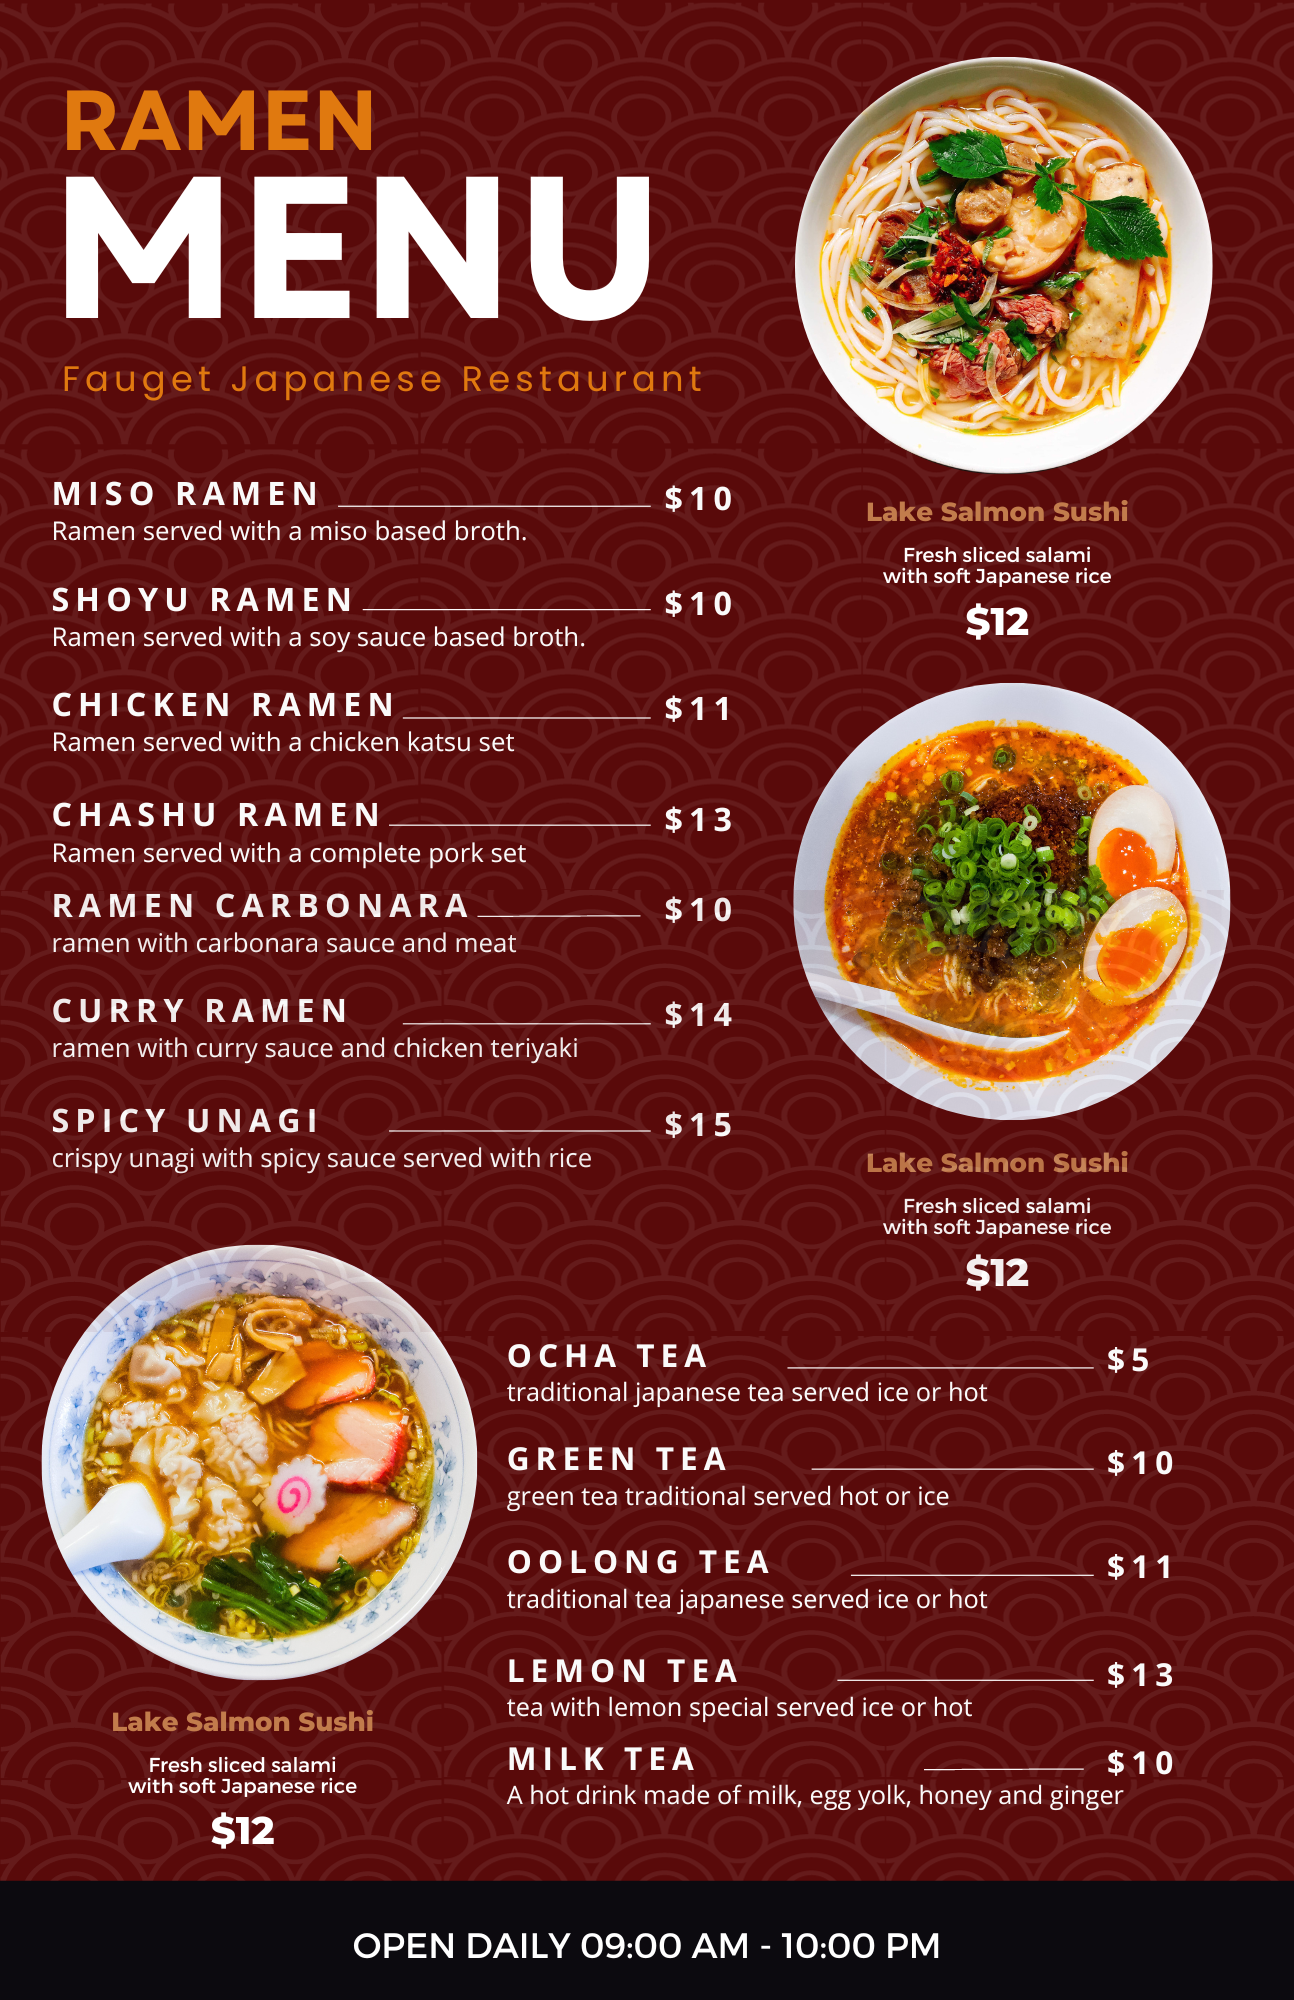 RAMEN
MENU
Fauget Japanese Restaurant
MISO RAMEN $10
Ramen served with a miso based broth.
SHOYU RAMEN $10
Ramen served with a soy sauce based broth.
CHICKEN RAMEN $11
Ramen served with a chicken katsu set
CHASHU RAMEN $13
Ramen served with a complete pork set
RAMEN CARBONARA $10
ramen with carbonara sauce and meat
CURRY RAMEN $14
ramen with curry sauce and chicken teriyaki
SPICY UNAGI $15
crispy unagi with spicy sauce served with rice
Lake Salmon Sushi
Fresh sliced salami
with soft Japanese rice
$12
Lake Salmon Sushi
Fresh sliced salami
with soft Japanese rice
$12
Lake Salmon Sushi
Fresh sliced salami
with soft Japanese rice
$12
OCHA TEA $5
traditional japanese tea served ice or hot
GREEN TEA $10
green tea traditional served hot or ice
OOLONG TEA $11
traditional tea japanese served ice or hot
LEMON TEA $13
tea with lemon special served ice or hot
MILK TEA $10
A hot drink made of milk, egg yolk, honey and ginger
OPEN DAILY 09:00 AM - 10:00 PM